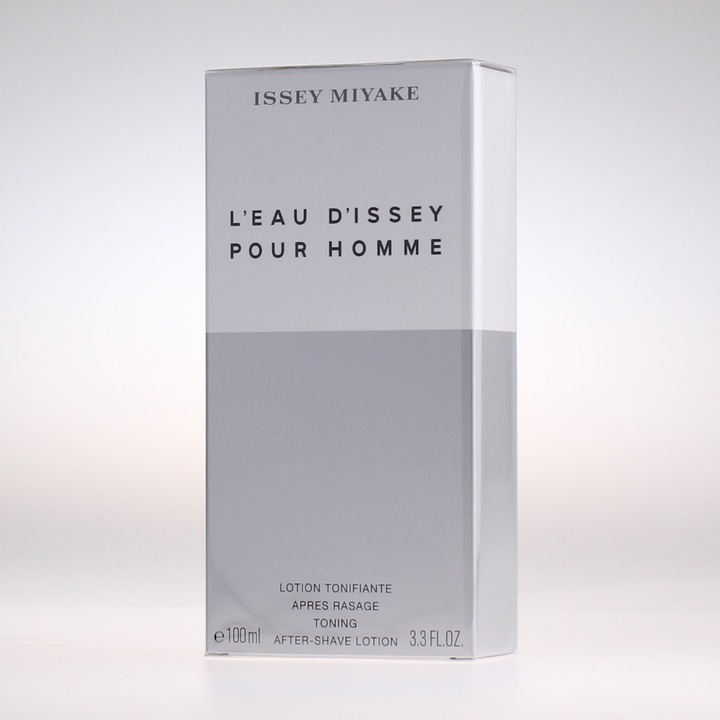 ISSEY MIYAKE
L'EAU D'ISSEY
POUR HOMME
LOTION TONIFIANTE
APRES RASAGE
TONING
℮100ml AFTER-SHAVE LOTION 3.3 FL.OZ.